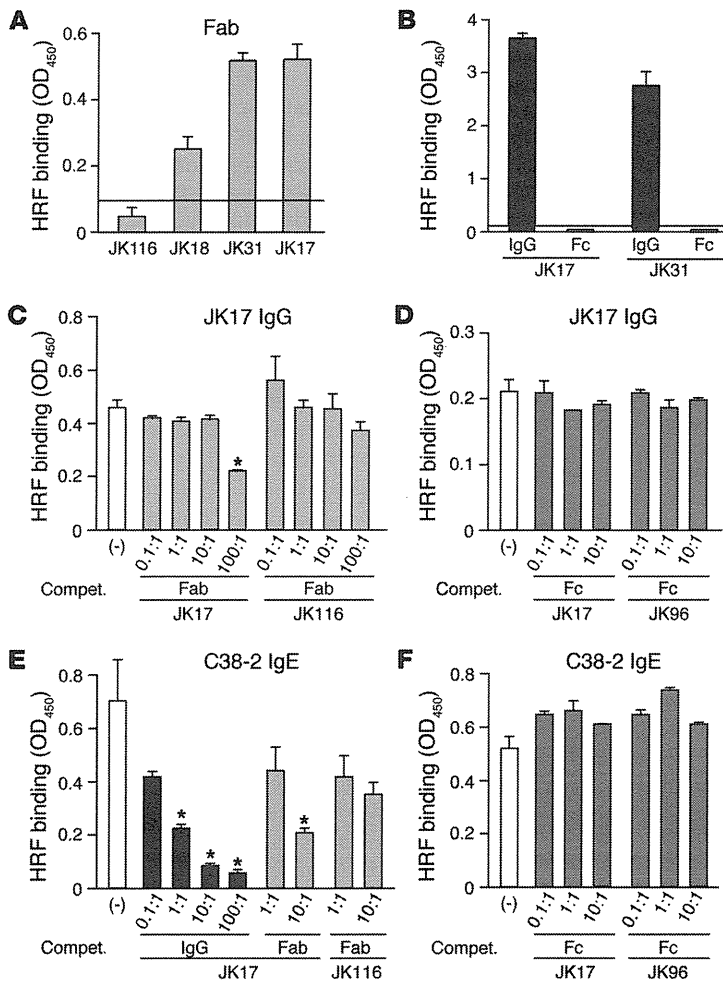 A
Fab
HRF binding (OD450)
0.6
0.4
0.2
0
JK116 JK18 JK31 JK17
B
HRF binding (OD450)
4
3
2
1
0
IgG Fc IgG Fc
JK17 JK31
C
JK17 IgG
HRF binding (OD450)
0.8
0.6
0.4
0.2
0
*
(-) 0.1:1 1:1 10:1 100:1 0.1:1 1:1 10:1 100:1
Compet. Fab Fab
JK17 JK116
D
JK17 IgG
HRF binding (OD450)
0.3
0.2
0.1
0
(-) 0.1:1 1:1 10:1 0.1:1 1:1 10:1
Compet. Fc Fc
JK17 JK96
E
C38-2 IgE
HRF binding (OD450)
0.8
0.6
0.4
0.2
0
* * * *
(-) 0.1:1 1:1 10:1 100:1 1:1 10:1 1:1 10:1
Compet. IgG Fab Fab
JK17 JK116
F
C38-2 IgE
HRF binding (OD450)
0.8
0.6
0.4
0.2
0
(-) 0.1:1 1:1 10:1 0.1:1 1:1 10:1
Compet. Fc Fc
JK17 JK96